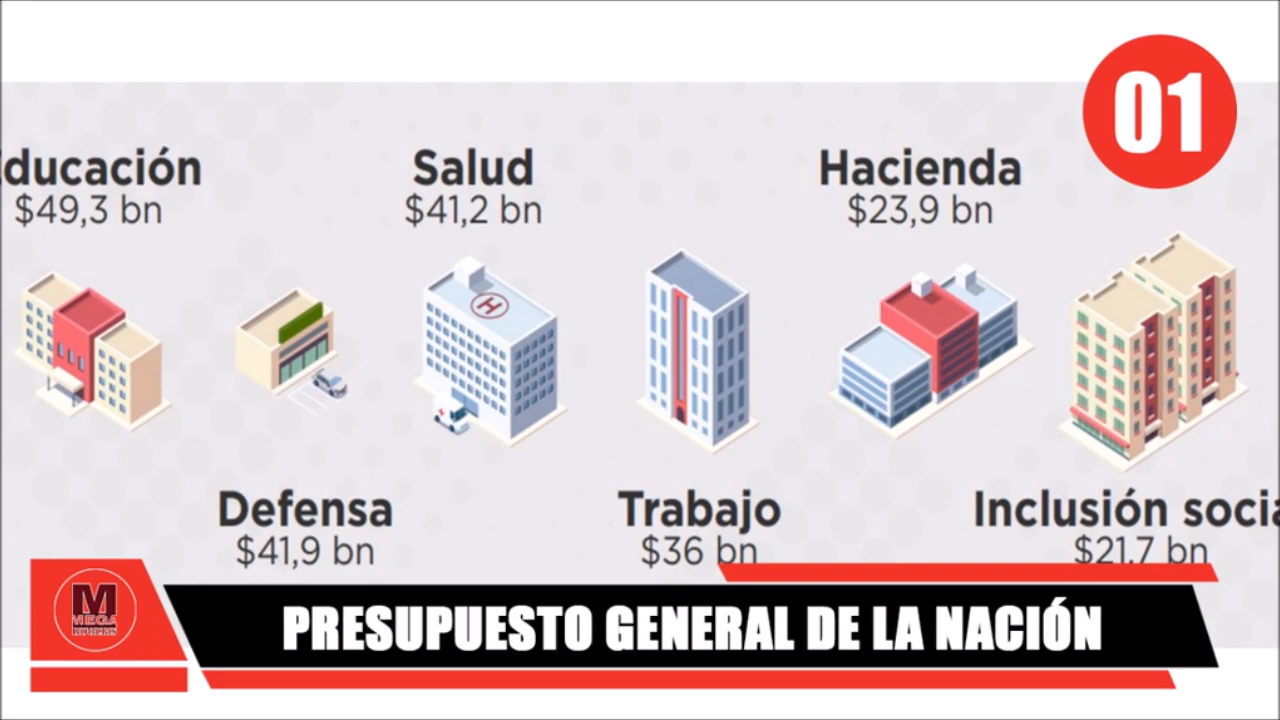 01
ducación
$49,3 bn
Salud
$41,2 bn
Hacienda
$23,9 bn
Defensa
$41,9 bn
Trabajo
$36 bn
Inclusión socia
$21,7 bn
M
MEGA
PRESUPUESTO GENERAL DE LA NACIÓN